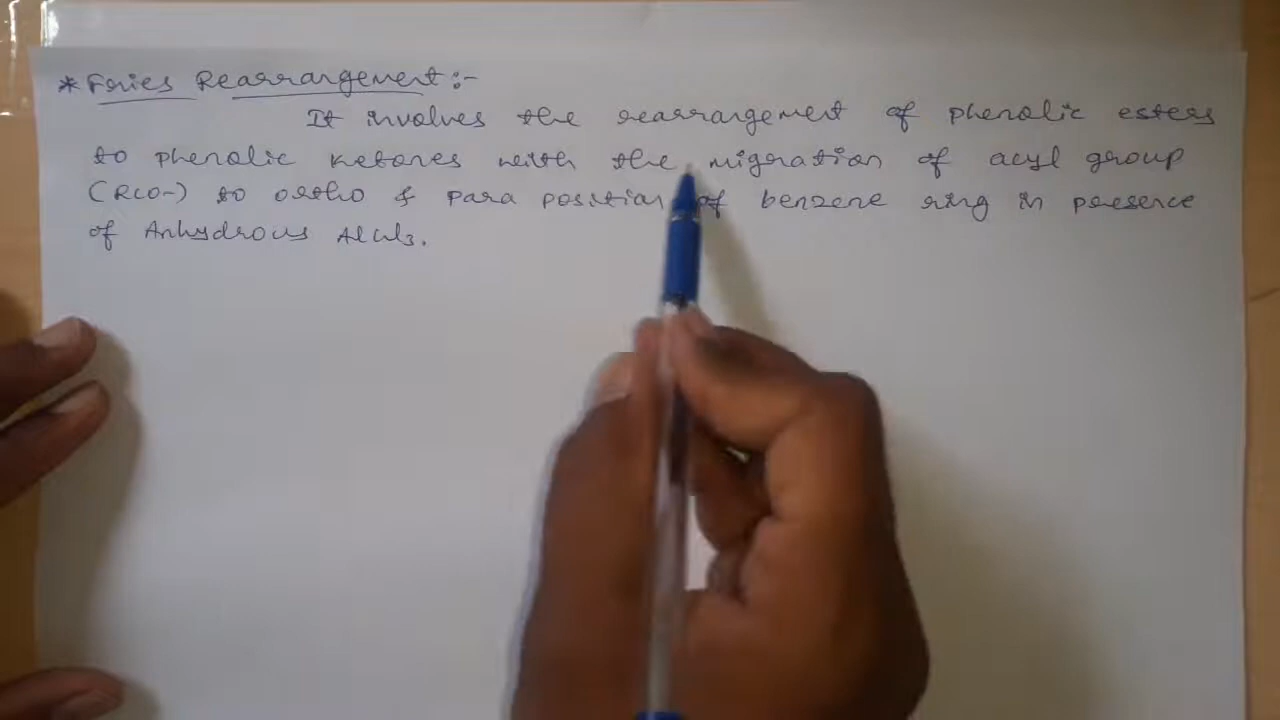 * Fries Rearrangement :-
It involves the rearrangement of phenolic esters
to phenolic ketones with the migration of acyl group
(RCO-) to ortho & para position of benzene ring in presence
of Anhydrous AlCl3.